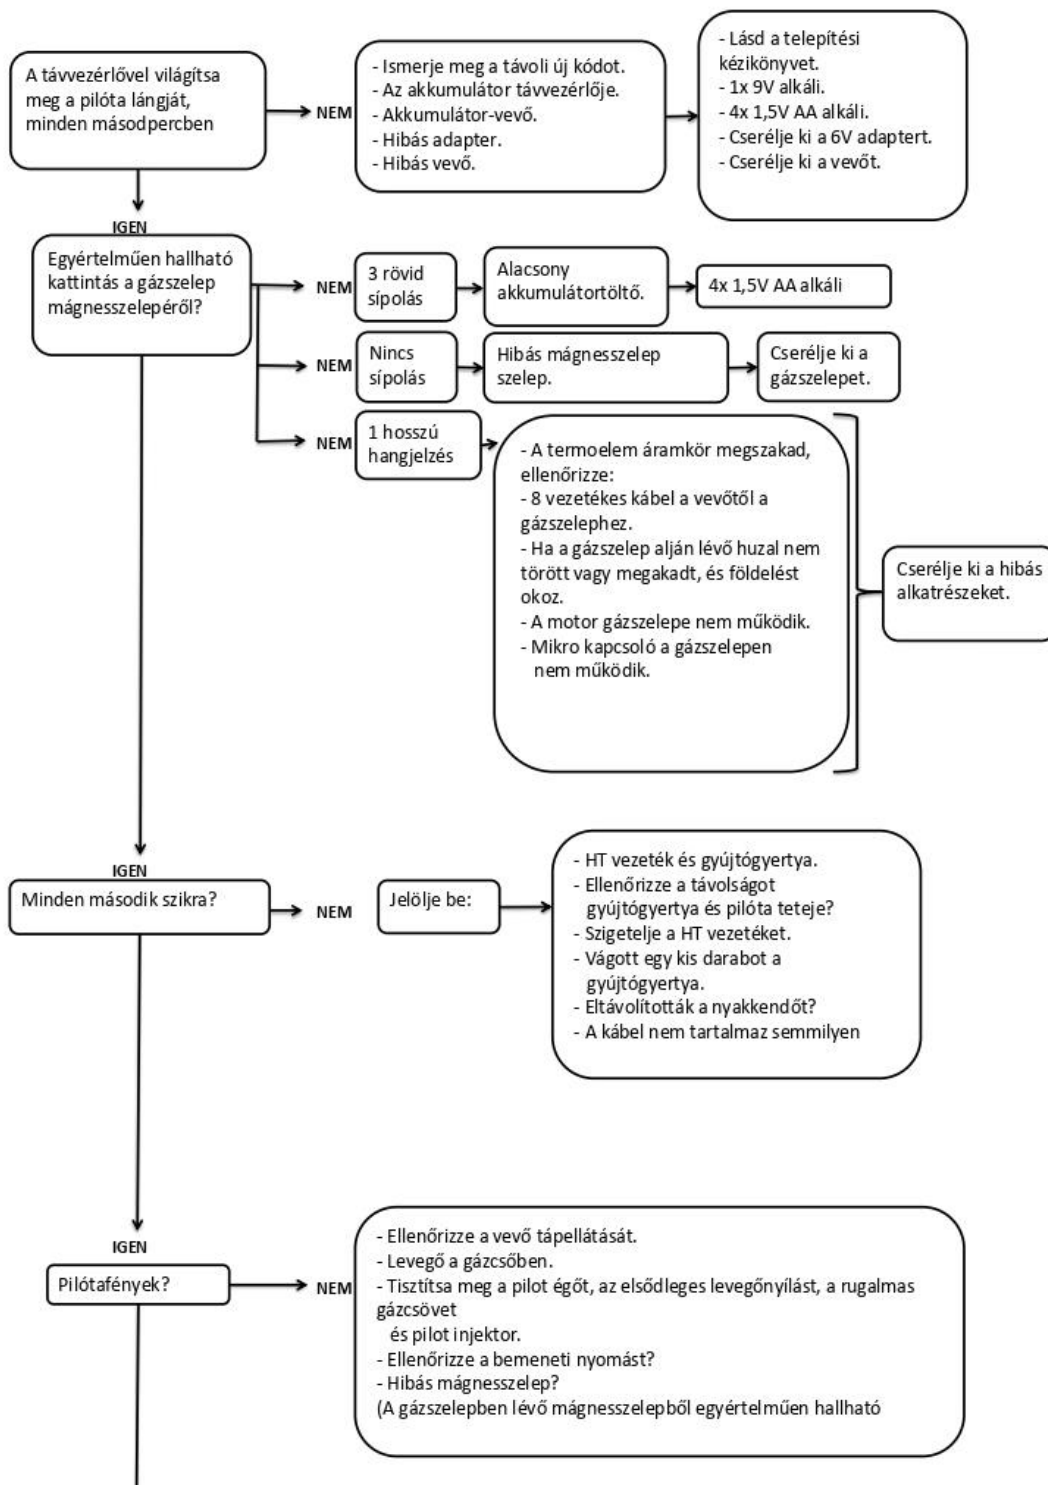 A távvezérlővel világítsa
meg a pilóta lángját,
minden másodpercben
NEM
- Ismerje meg a távoli új kódot.
- Az akkumulátor távvezérlője.
- Akkumulátor-vevő.
- Hibás adapter.
- Hibás vevő.
- Lásd a telepítési
kézikönyvet.
- 1x 9V alkáli.
- 4x 1,5V AA alkáli.
- Cserélje ki a 6V adaptert.
- Cserélje ki a vevőt.
IGEN
Egyértelműen hallható
kattintás a gázszelep
mágnesszelepéről?
NEM
3 rövid
sípolás
Alacsony
akkumulátortöltő.
4x 1,5V AA alkáli
NEM
Nincs
sípolás
Hibás mágnesszelep
szelep.
Cserélje ki a
gázszelepet.
NEM
1 hosszú
hangjelzés
- A termoelem áramkör megszakad,
ellenőrizze:
- 8 vezetékes kábel a vevőtől a
gázszelephez.
- Ha a gázszelep alján lévő huzal nem
törött vagy megakadt, és földelést
okoz.
- A motor gázszelepe nem működik.
- Mikro kapcsoló a gázszelepen
nem működik.
Cserélje ki a hibás
alkatrészeket.
IGEN
Minden második szikra?
NEM
Jelölje be:
- HT vezeték és gyújtógyertya.
- Ellenőrizze a távolságot
gyújtógyertya és pilóta teteje?
- Szigetelje a HT vezetéket.
- Vágott egy kis darabot a
gyújtógyertya.
- Eltávolították a nyakkendőt?
- A kábel nem tartalmaz semmilyen
IGEN
Pilótafények?
NEM
- Ellenőrizze a vevő tápellátását.
- Levegő a gázcsőben.
- Tisztítsa meg a pilot égőt, az elsődleges levegőnyílást, a rugalmas
gázcsövet
és pilot injektor.
- Ellenőrizze a bemeneti nyomást?
- Hibás mágnesszelep?
(A gázszelepben lévő mágnesszelepből egyértelműen hallható